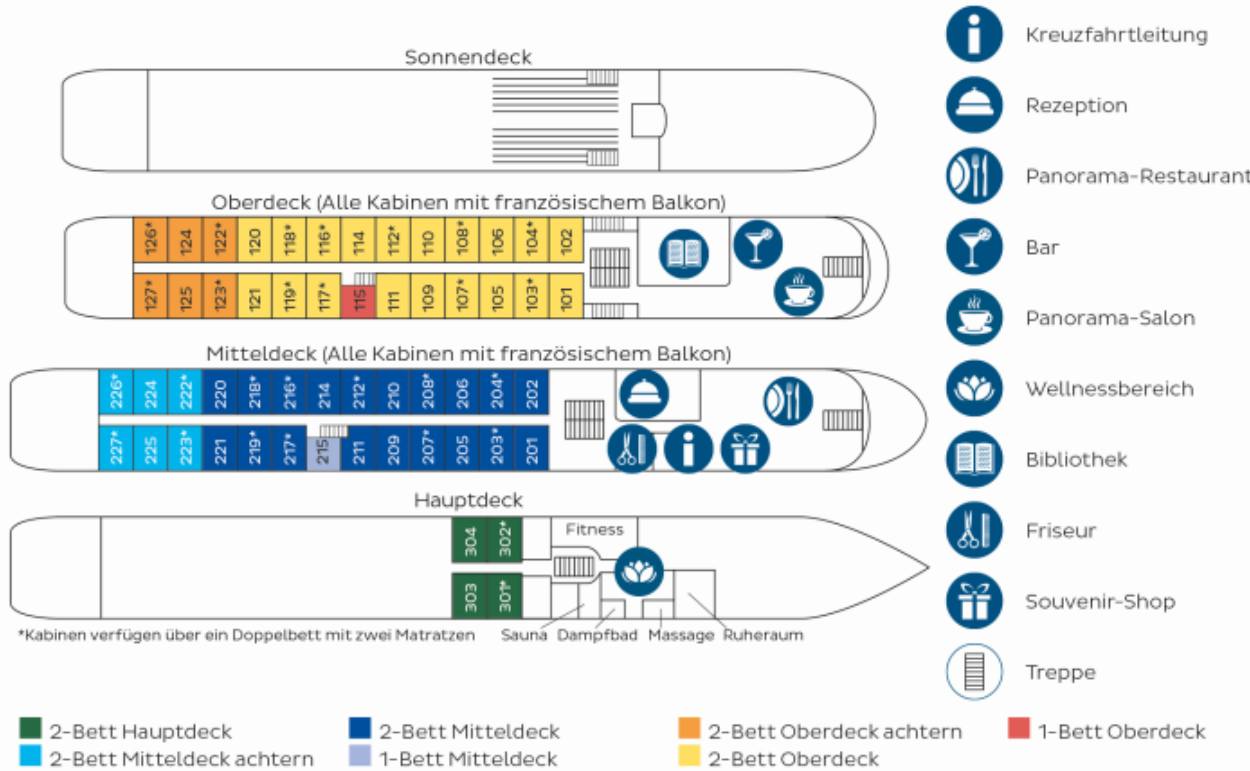 Sonnendeck
Oberdeck (Alle Kabinen mit französischem Balkon)
126* 124 122* 120 118* 116* 114 112* 110 108* 106 104* 102
127* 125 123* 121 119* 117* 115 111 109 107* 105 103* 101
Mitteldeck (Alle Kabinen mit französischem Balkon)
226* 224 222* 220 218* 216* 214 212* 210 208* 206 204* 202
227* 225 223* 221 219* 217* 215 211 209 207* 205 203* 201
Hauptdeck
304 302* Fitness
303 301*
*Kabinen verfügen über ein Doppelbett mit zwei Matratzen
Sauna Dampfbad Massage Ruheraum
Kreuzfahrtleitung
Rezeption
Panorama-Restaurant
Bar
Panorama-Salon
Wellnessbereich
Bibliothek
Friseur
Souvenir-Shop
Treppe
2-Bett Hauptdeck
2-Bett Mitteldeck achtern
2-Bett Mitteldeck
1-Bett Mitteldeck
2-Bett Oberdeck achtern
2-Bett Oberdeck
1-Bett Oberdeck